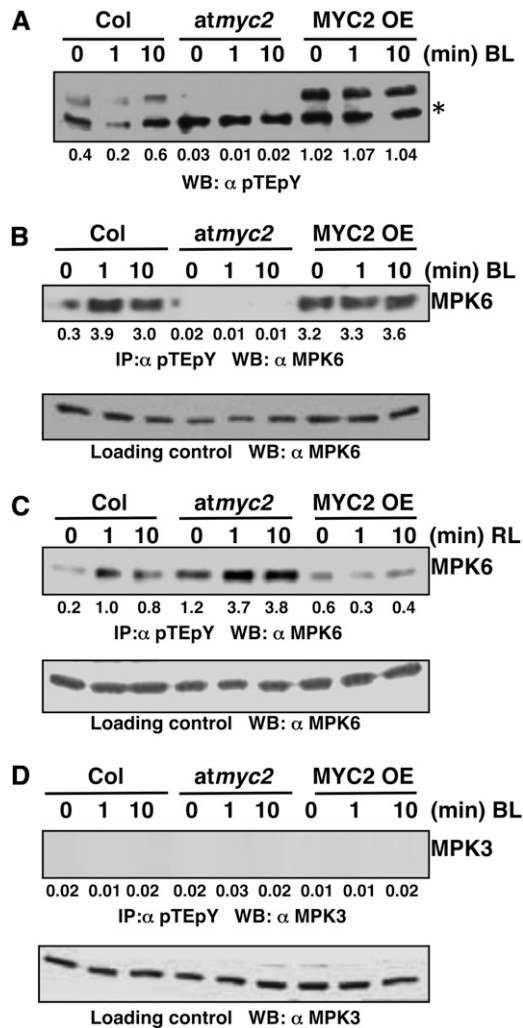 A
Col atmyc2 MYC2 OE
0 1 10 0 1 10 0 1 10 (min) BL
*
0.4 0.2 0.6 0.03 0.01 0.02 1.02 1.07 1.04
WB: α pTEpY
B
Col atmyc2 MYC2 OE
0 1 10 0 1 10 0 1 10 (min) BL
MPK6
0.3 3.9 3.0 0.02 0.01 0.01 3.2 3.3 3.6
IP:α pTEpY WB: α MPK6
Loading control WB: α MPK6
C
Col atmyc2 MYC2 OE
0 1 10 0 1 10 0 1 10 (min) RL
MPK6
0.2 1.0 0.8 1.2 3.7 3.8 0.6 0.3 0.4
IP:α pTEpY WB: α MPK6
Loading control WB: α MPK6
D
Col atmyc2 MYC2 OE
0 1 10 0 1 10 0 1 10 (min) BL
MPK3
0.02 0.01 0.02 0.02 0.03 0.02 0.01 0.01 0.02
IP:α pTEpY WB: α MPK3
Loading control WB: α MPK3